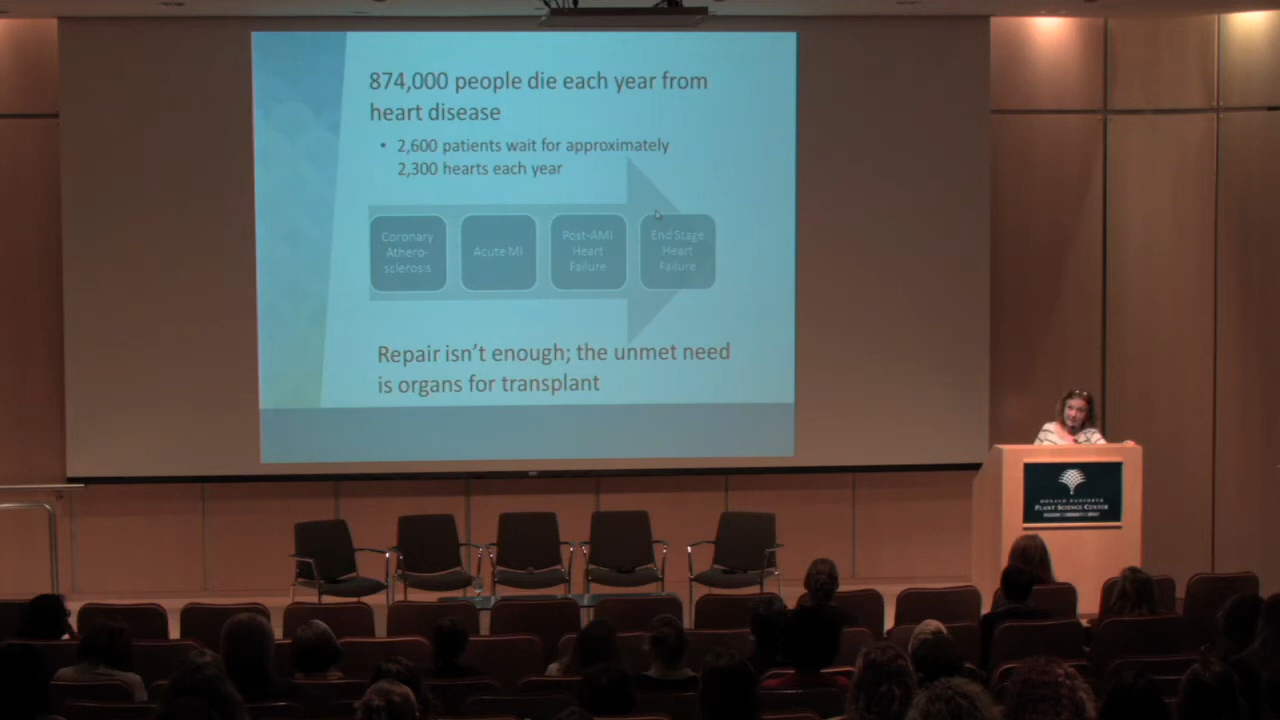 874,000 people die each year from
heart disease
• 2,600 patients wait for approximately
2,300 hearts each year
Coronary
Athero-
sclerosis
Acute MI
Post-AMI
Heart
Failure
End Stage
Heart
Failure
Repair isn't enough; the unmet need
is organs for transplant
DONALD DANFORTH
PLANT SCIENCE CENTER